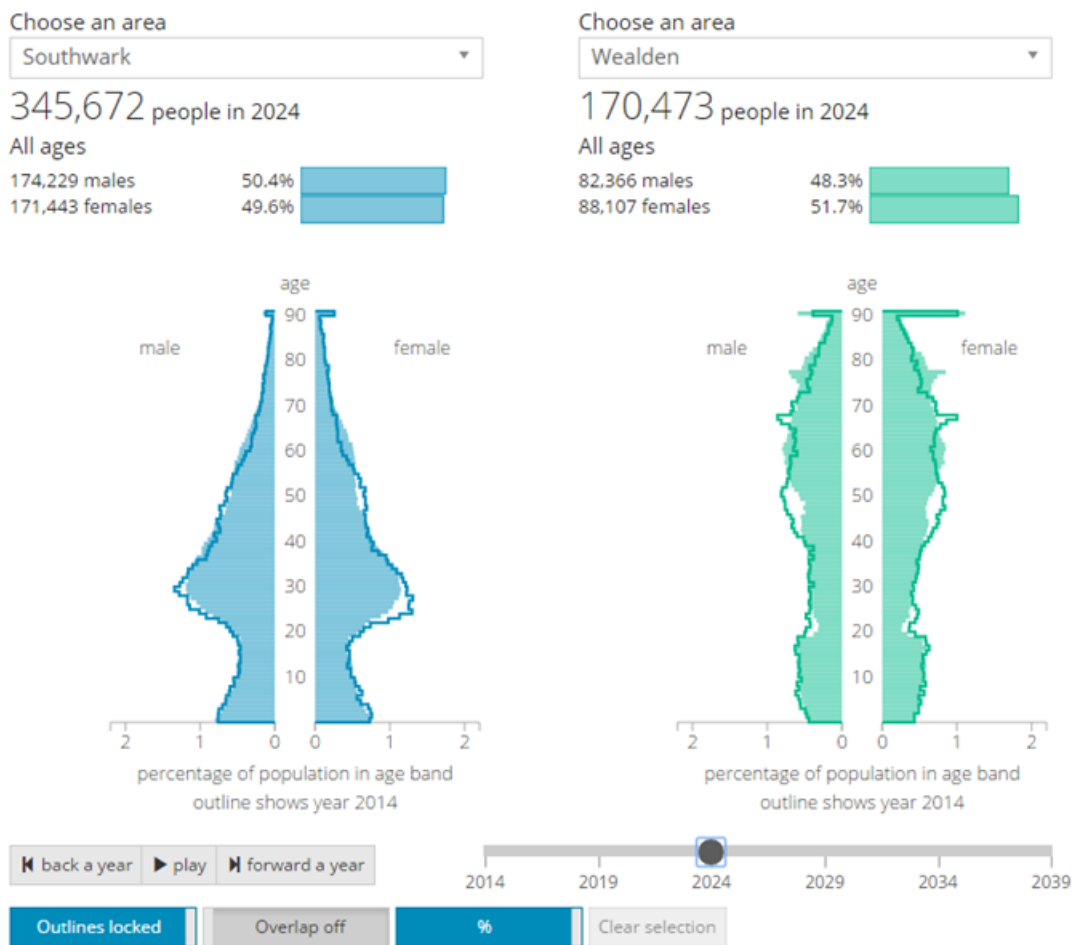 Choose an area
Southwark
345,672 people in 2024
All ages
174,229 males 50.4%
171,443 females 49.6%
age
male
female
90
80
70
60
50
40
30
20
10
2 1 0 0 1 2
percentage of population in age band
outline shows year 2014
Choose an area
Wealden
170,473 people in 2024
All ages
82,366 males 48.3%
88,107 females 51.7%
age
male
female
90
80
70
60
50
40
30
20
10
2 1 0 0 1 2
percentage of population in age band
outline shows year 2014
back a year play forward a year
2014 2019 2024 2029 2034 2039
Outlines locked Overlap off % Clear selection